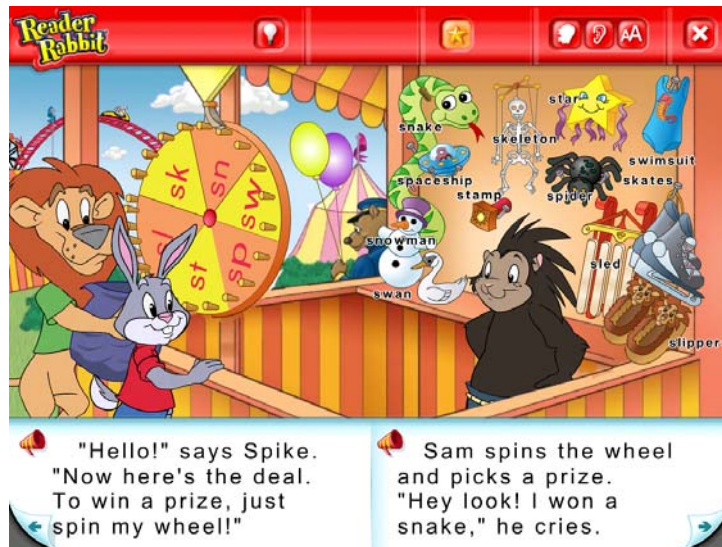 Reader
Rabbit
AA
sk
sn
sw
sp
st
sl
snake
skeleton
star
swimsuit
spaceship
stamp
spider
skates
snowman
sled
swan
slipper
"Hello!" says Spike.
"Now here's the deal.
To win a prize, just
spin my wheel!"
Sam spins the wheel
and picks a prize.
"Hey look! I won a
snake," he cries.